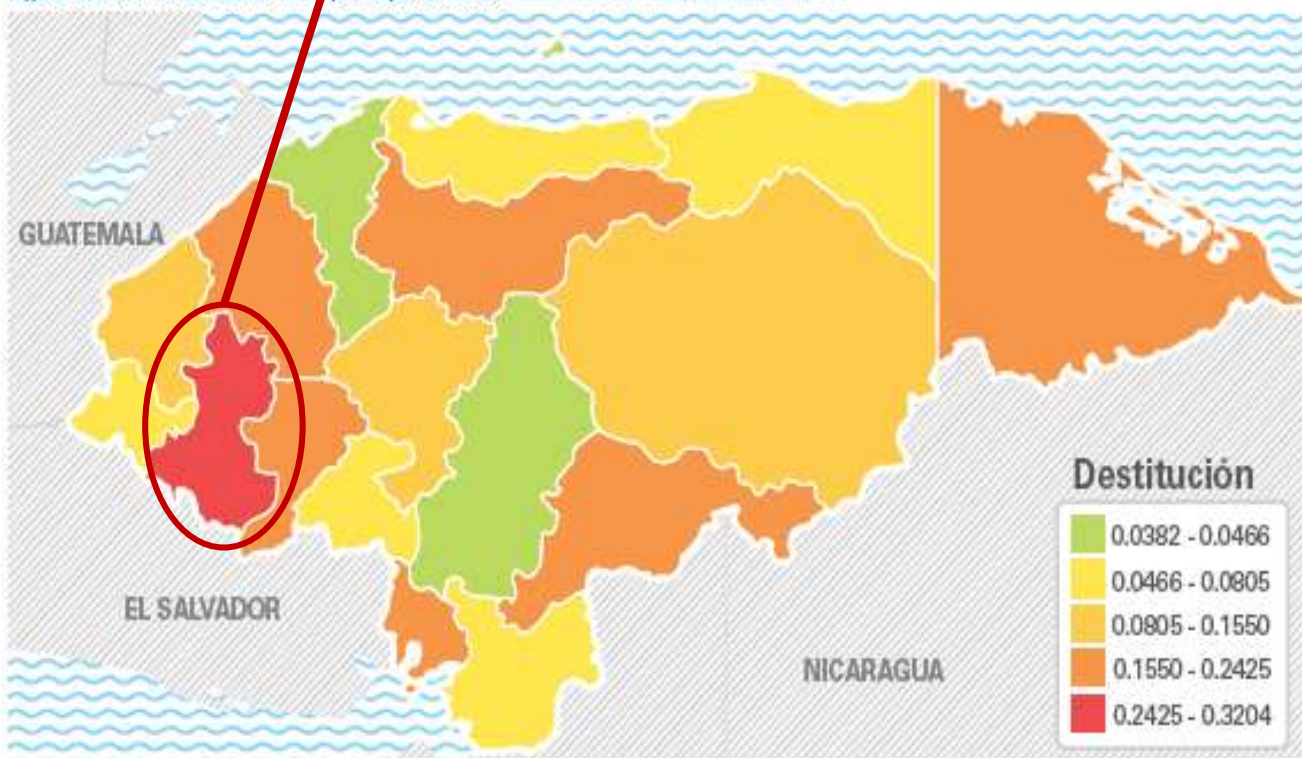 GUATEMALA
EL SALVADOR
NICARAGUA
Destitución
0.0382 - 0.0466
0.0466 - 0.0805
0.0805 - 0.1550
0.1550 - 0.2425
0.2425 - 0.3204